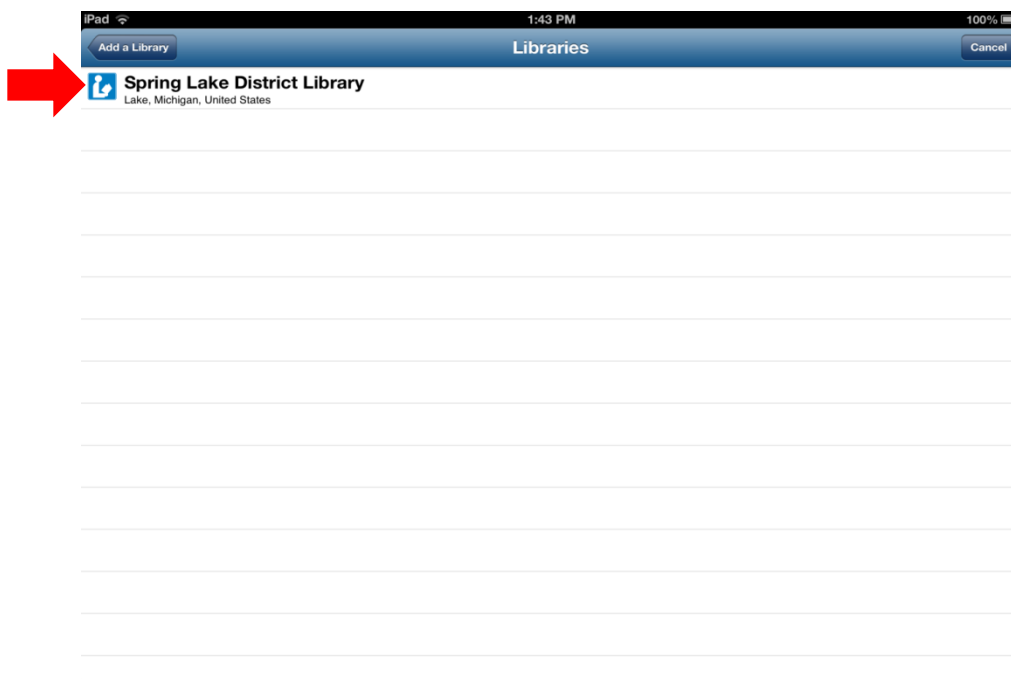 iPad 1:43 PM 100%
Add a Library Libraries Cancel
Spring Lake District Library
Lake, Michigan, United States